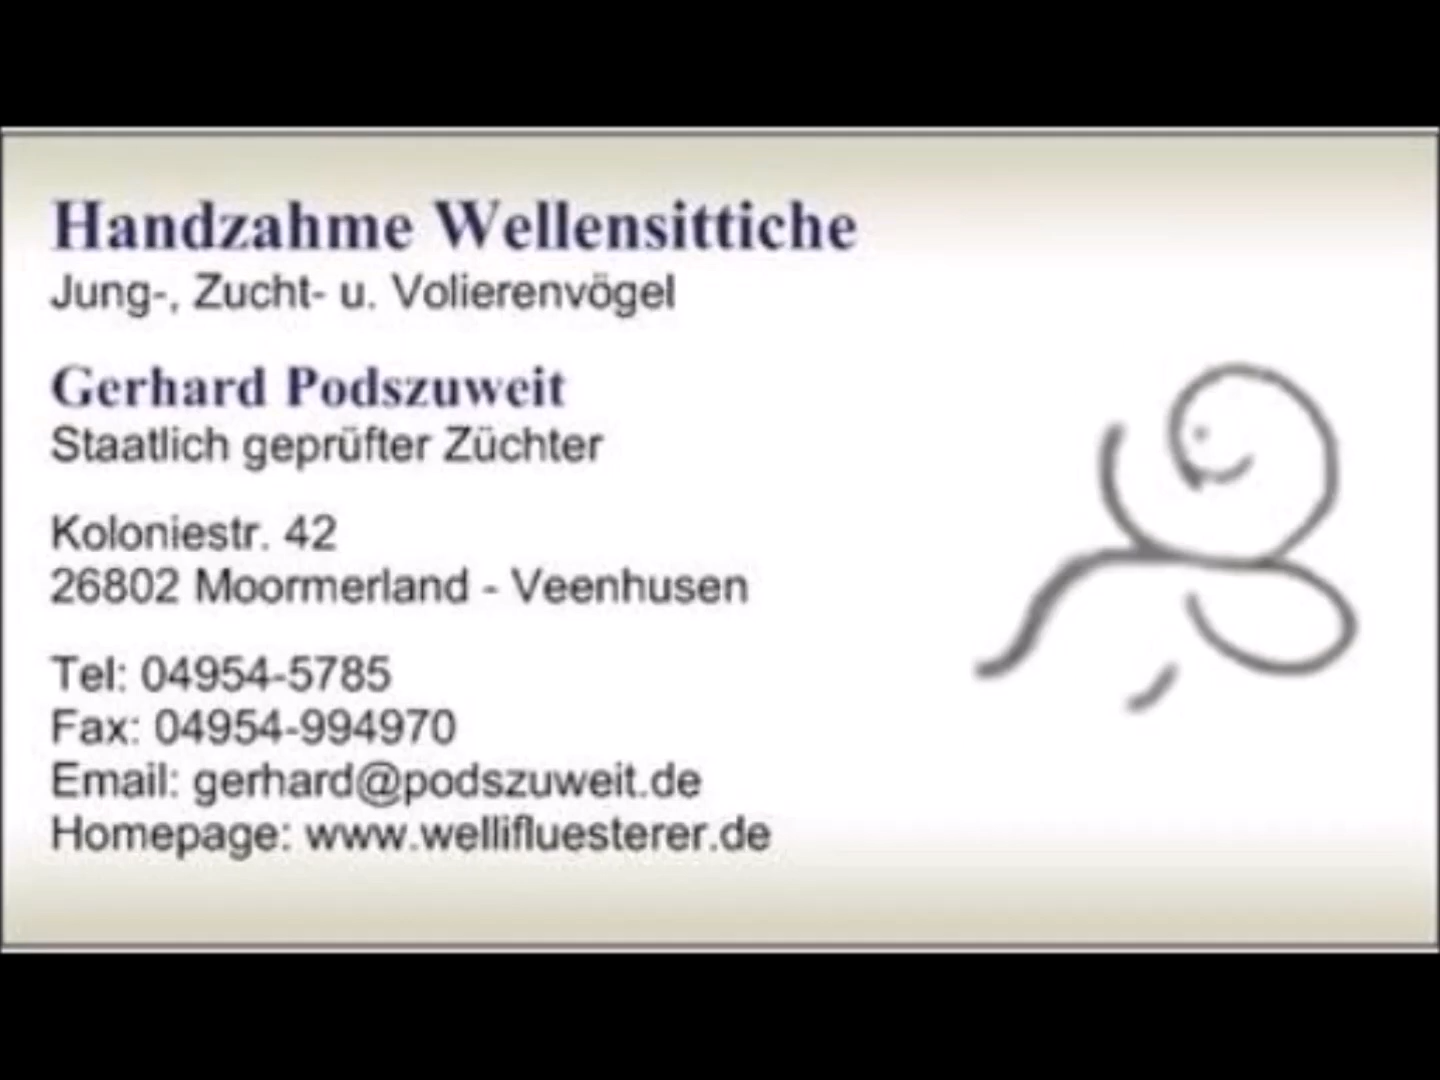 Handzahme Wellensittiche
Jung-, Zucht- u. Volierenvögel
Gerhard Podszuweit
Staatlich geprüfter Züchter
Koloniestr. 42
26802 Moormerland - Veenhusen
Tel: 04954-5785
Fax: 04954-994970
Email: gerhard@podszuweit.de
Homepage: www.wellifluesterer.de